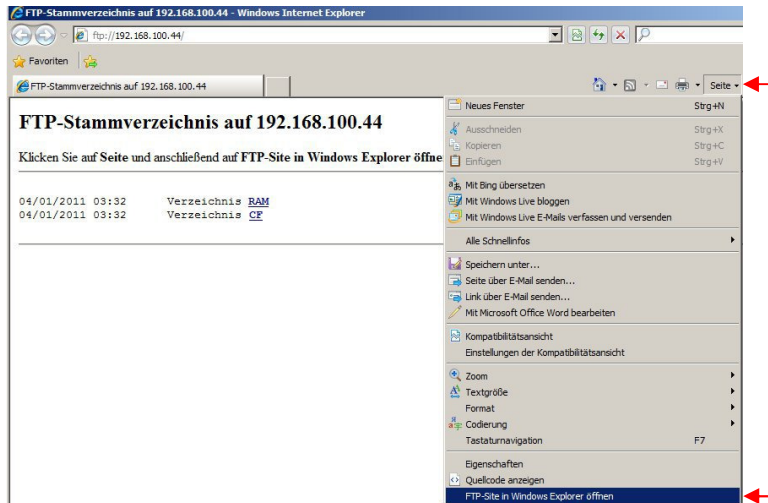 FTP-Stammverzeichnis auf 192.168.100.44 - Windows Internet Explorer
ftp://192.168.100.44/
Favoriten
FTP-Stammverzeichnis auf 192.168.100.44
Seite
FTP-Stammverzeichnis auf 192.168.100.44
Klicken Sie auf Seite und anschließend auf FTP-Site in Windows Explorer öffne
04/01/2011 03:32 Verzeichnis RAM
04/01/2011 03:32 Verzeichnis CF
Neues Fenster Strg+N
Ausschneiden Strg+X
Kopieren Strg+C
Einfügen Strg+V
Mit Bing übersetzen
Mit Windows Live bloggen
Mit Windows Live E-Mails verfassen und versenden
Alle Schnellinfos
Speichern unter...
Seite über E-Mail senden...
Link über E-Mail senden...
Mit Microsoft Office Word bearbeiten
Kompatibilitätsansicht
Einstellungen der Kompatibilitätsansicht
Zoom
Textgröße
Format
Codierung
Tastaturnavigation F7
Eigenschaften
Quellcode anzeigen
FTP-Site in Windows Explorer öffnen